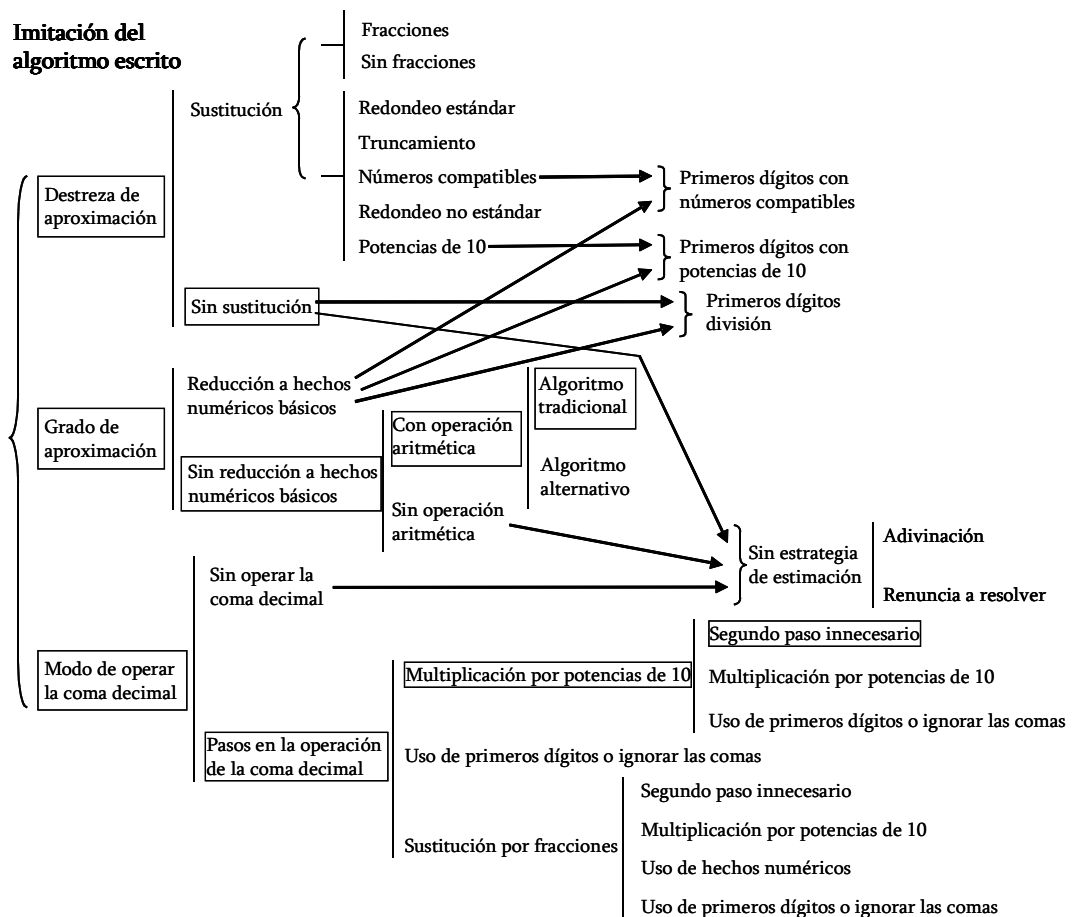 Imitación del
algoritmo escrito
Fracciones
Sin fracciones
Sustitución
Redondeo estándar
Truncamiento
Números compatibles
Redondeo no estándar
Potencias de 10
Primeros dígitos con
números compatibles
Primeros dígitos con
potencias de 10
Primeros dígitos
división
Destreza de
aproximación
Sin sustitución
Reducción a hechos
numéricos básicos
Grado de
aproximación
Sin reducción a hechos
numéricos básicos
Con operación
aritmética
Algoritmo
tradicional
Algoritmo
alternativo
Sin operación
aritmética
Sin estrategia
de estimación
Adivinación
Renuncia a resolver
Sin operar la
coma decimal
Modo de operar
la coma decimal
Pasos en la operación
de la coma decimal
Multiplicación por potencias de 10
Segundo paso innecesario
Multiplicación por potencias de 10
Uso de primeros dígitos o ignorar las comas
Uso de primeros dígitos o ignorar las comas
Sustitución por fracciones
Segundo paso innecesario
Multiplicación por potencias de 10
Uso de hechos numéricos
Uso de primeros dígitos o ignorar las comas